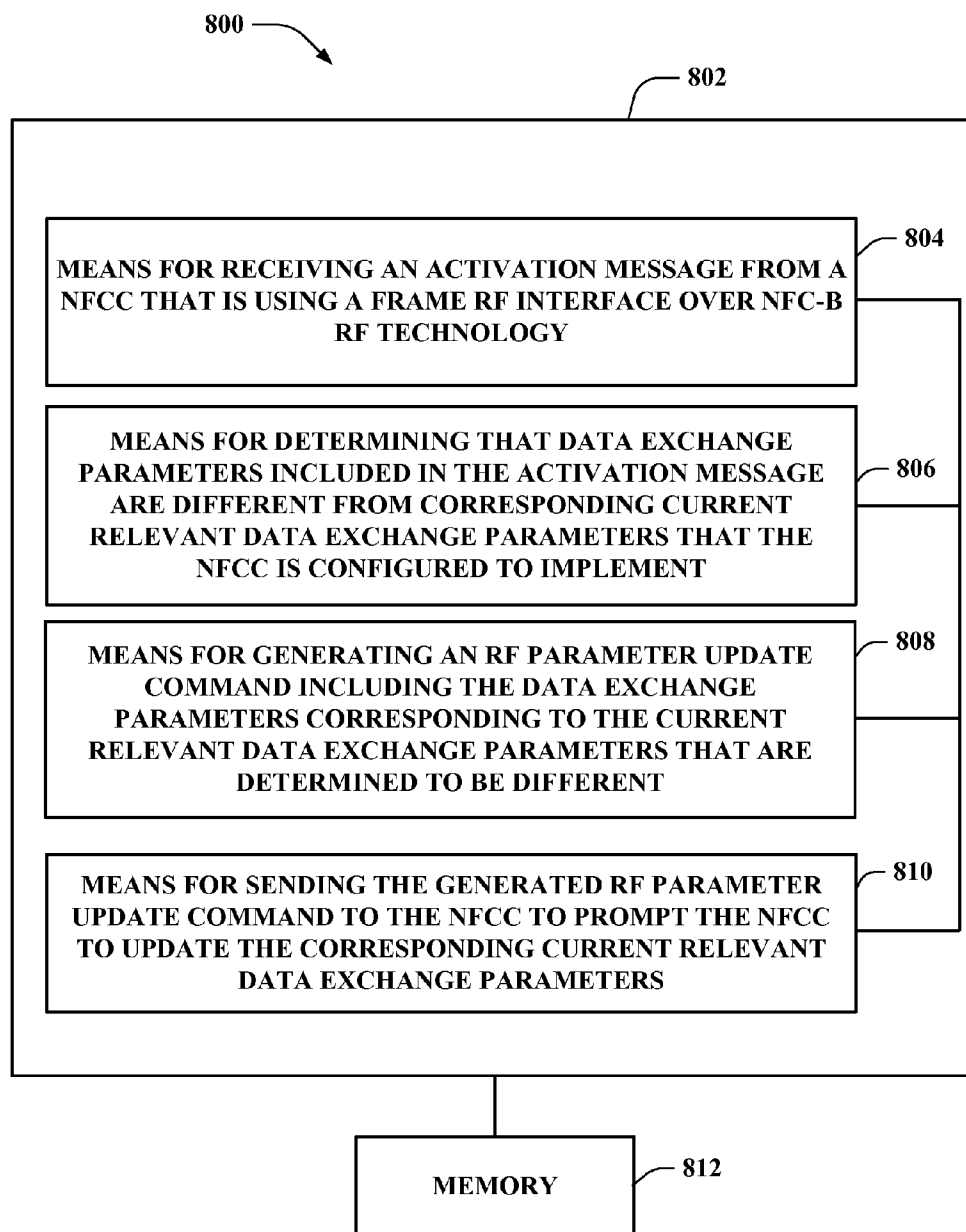 800
802
804
MEANS FOR RECEIVING AN ACTIVATION MESSAGE FROM A
NFCC THAT IS USING A FRAME RF INTERFACE OVER NFC-B
RF TECHNOLOGY
MEANS FOR DETERMINING THAT DATA EXCHANGE
PARAMETERS INCLUDED IN THE ACTIVATION MESSAGE
ARE DIFFERENT FROM CORRESPONDING CURRENT
RELEVANT DATA EXCHANGE PARAMETERS THAT THE
NFCC IS CONFIGURED TO IMPLEMENT
806
MEANS FOR GENERATING AN RF PARAMETER UPDATE
COMMAND INCLUDING THE DATA EXCHANGE
PARAMETERS CORRESPONDING TO THE CURRENT
RELEVANT DATA EXCHANGE PARAMETERS THAT ARE
DETERMINED TO BE DIFFERENT
808
MEANS FOR SENDING THE GENERATED RF PARAMETER
UPDATE COMMAND TO THE NFCC TO PROMPT THE NFCC
TO UPDATE THE CORRESPONDING CURRENT RELEVANT
DATA EXCHANGE PARAMETERS
810
MEMORY
812